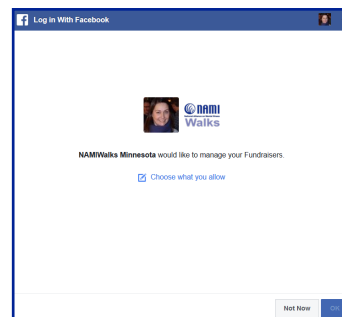 Log in With Facebook
nami
Walks
NAMIWalks Minnesota would like to manage your Fundraisers.
Choose what you allow
Not Now
OK